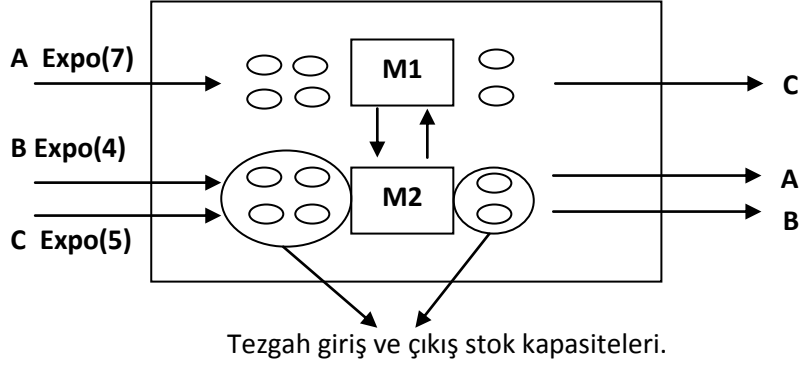 A Expo(7)
M1
C
B Expo(4)
M2
A
B
C Expo(5)
Tezgah giriş ve çıkış stok kapasiteleri.